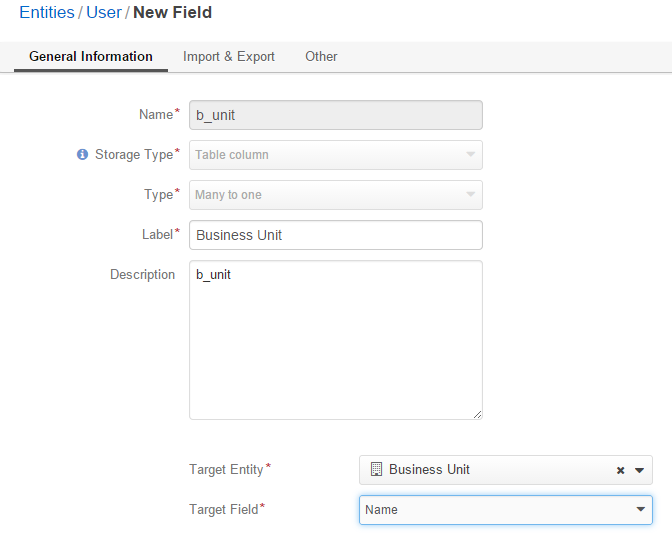 Entities / User / New Field
General Information Import & Export Other
Name* b_unit
Storage Type* Table column
Type* Many to one
Label* Business Unit
Description b_unit
Target Entity* Business Unit
Target Field* Name